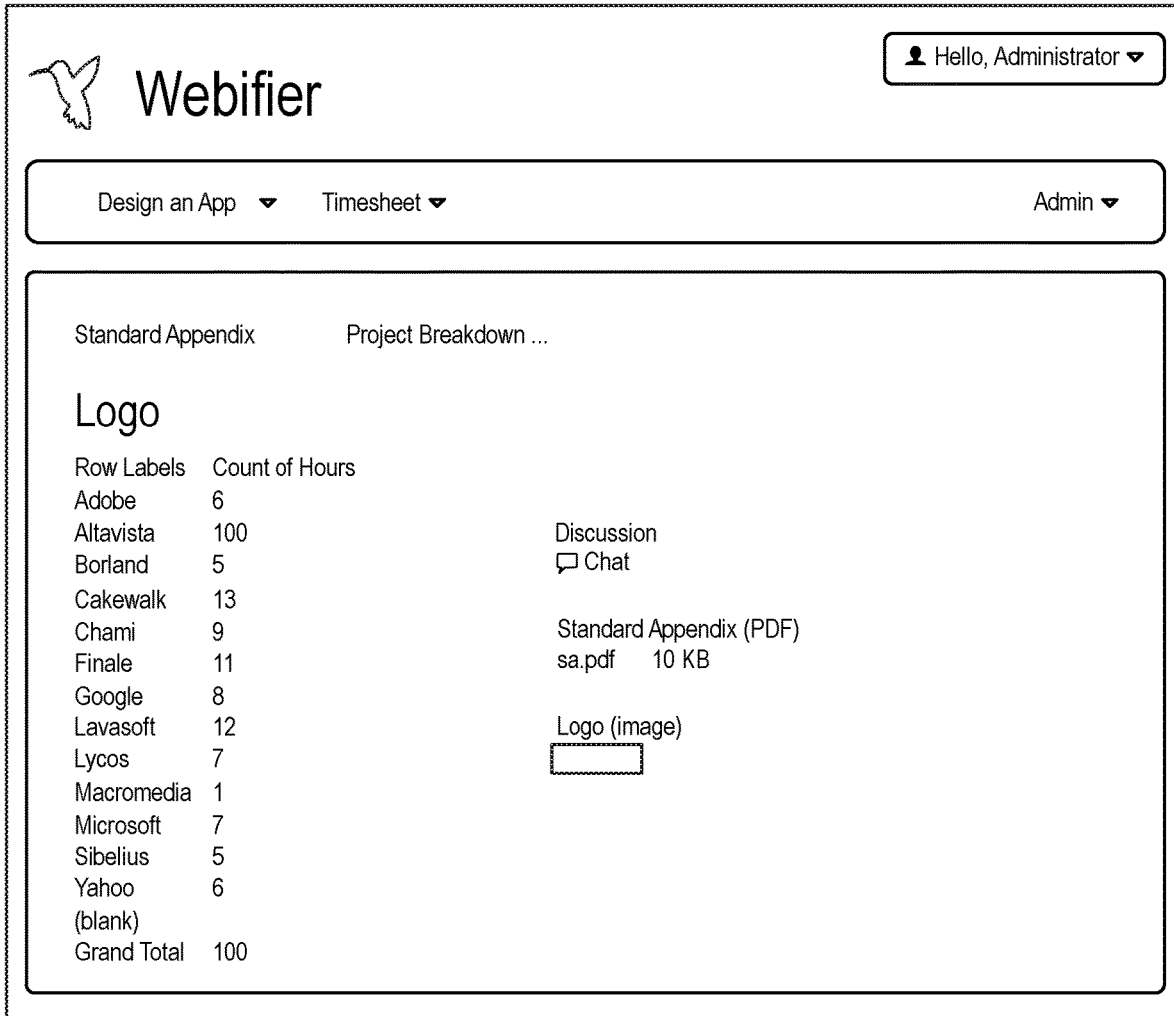 Hello, Administrator
Webifier
Design an App Timesheet Admin
Standard Appendix Project Breakdown ...
Logo
Row Labels Count of Hours
Adobe 6
Altavista 100
Borland 5
Cakewalk 13
Chami 9
Finale 11
Google 8
Lavasoft 12
Lycos 7
Macromedia 1
Microsoft 7
Sibelius 5
Yahoo 6
(blank)
Grand Total 100
Discussion
Chat
Standard Appendix (PDF)
sa.pdf 10 KB
Logo (image)